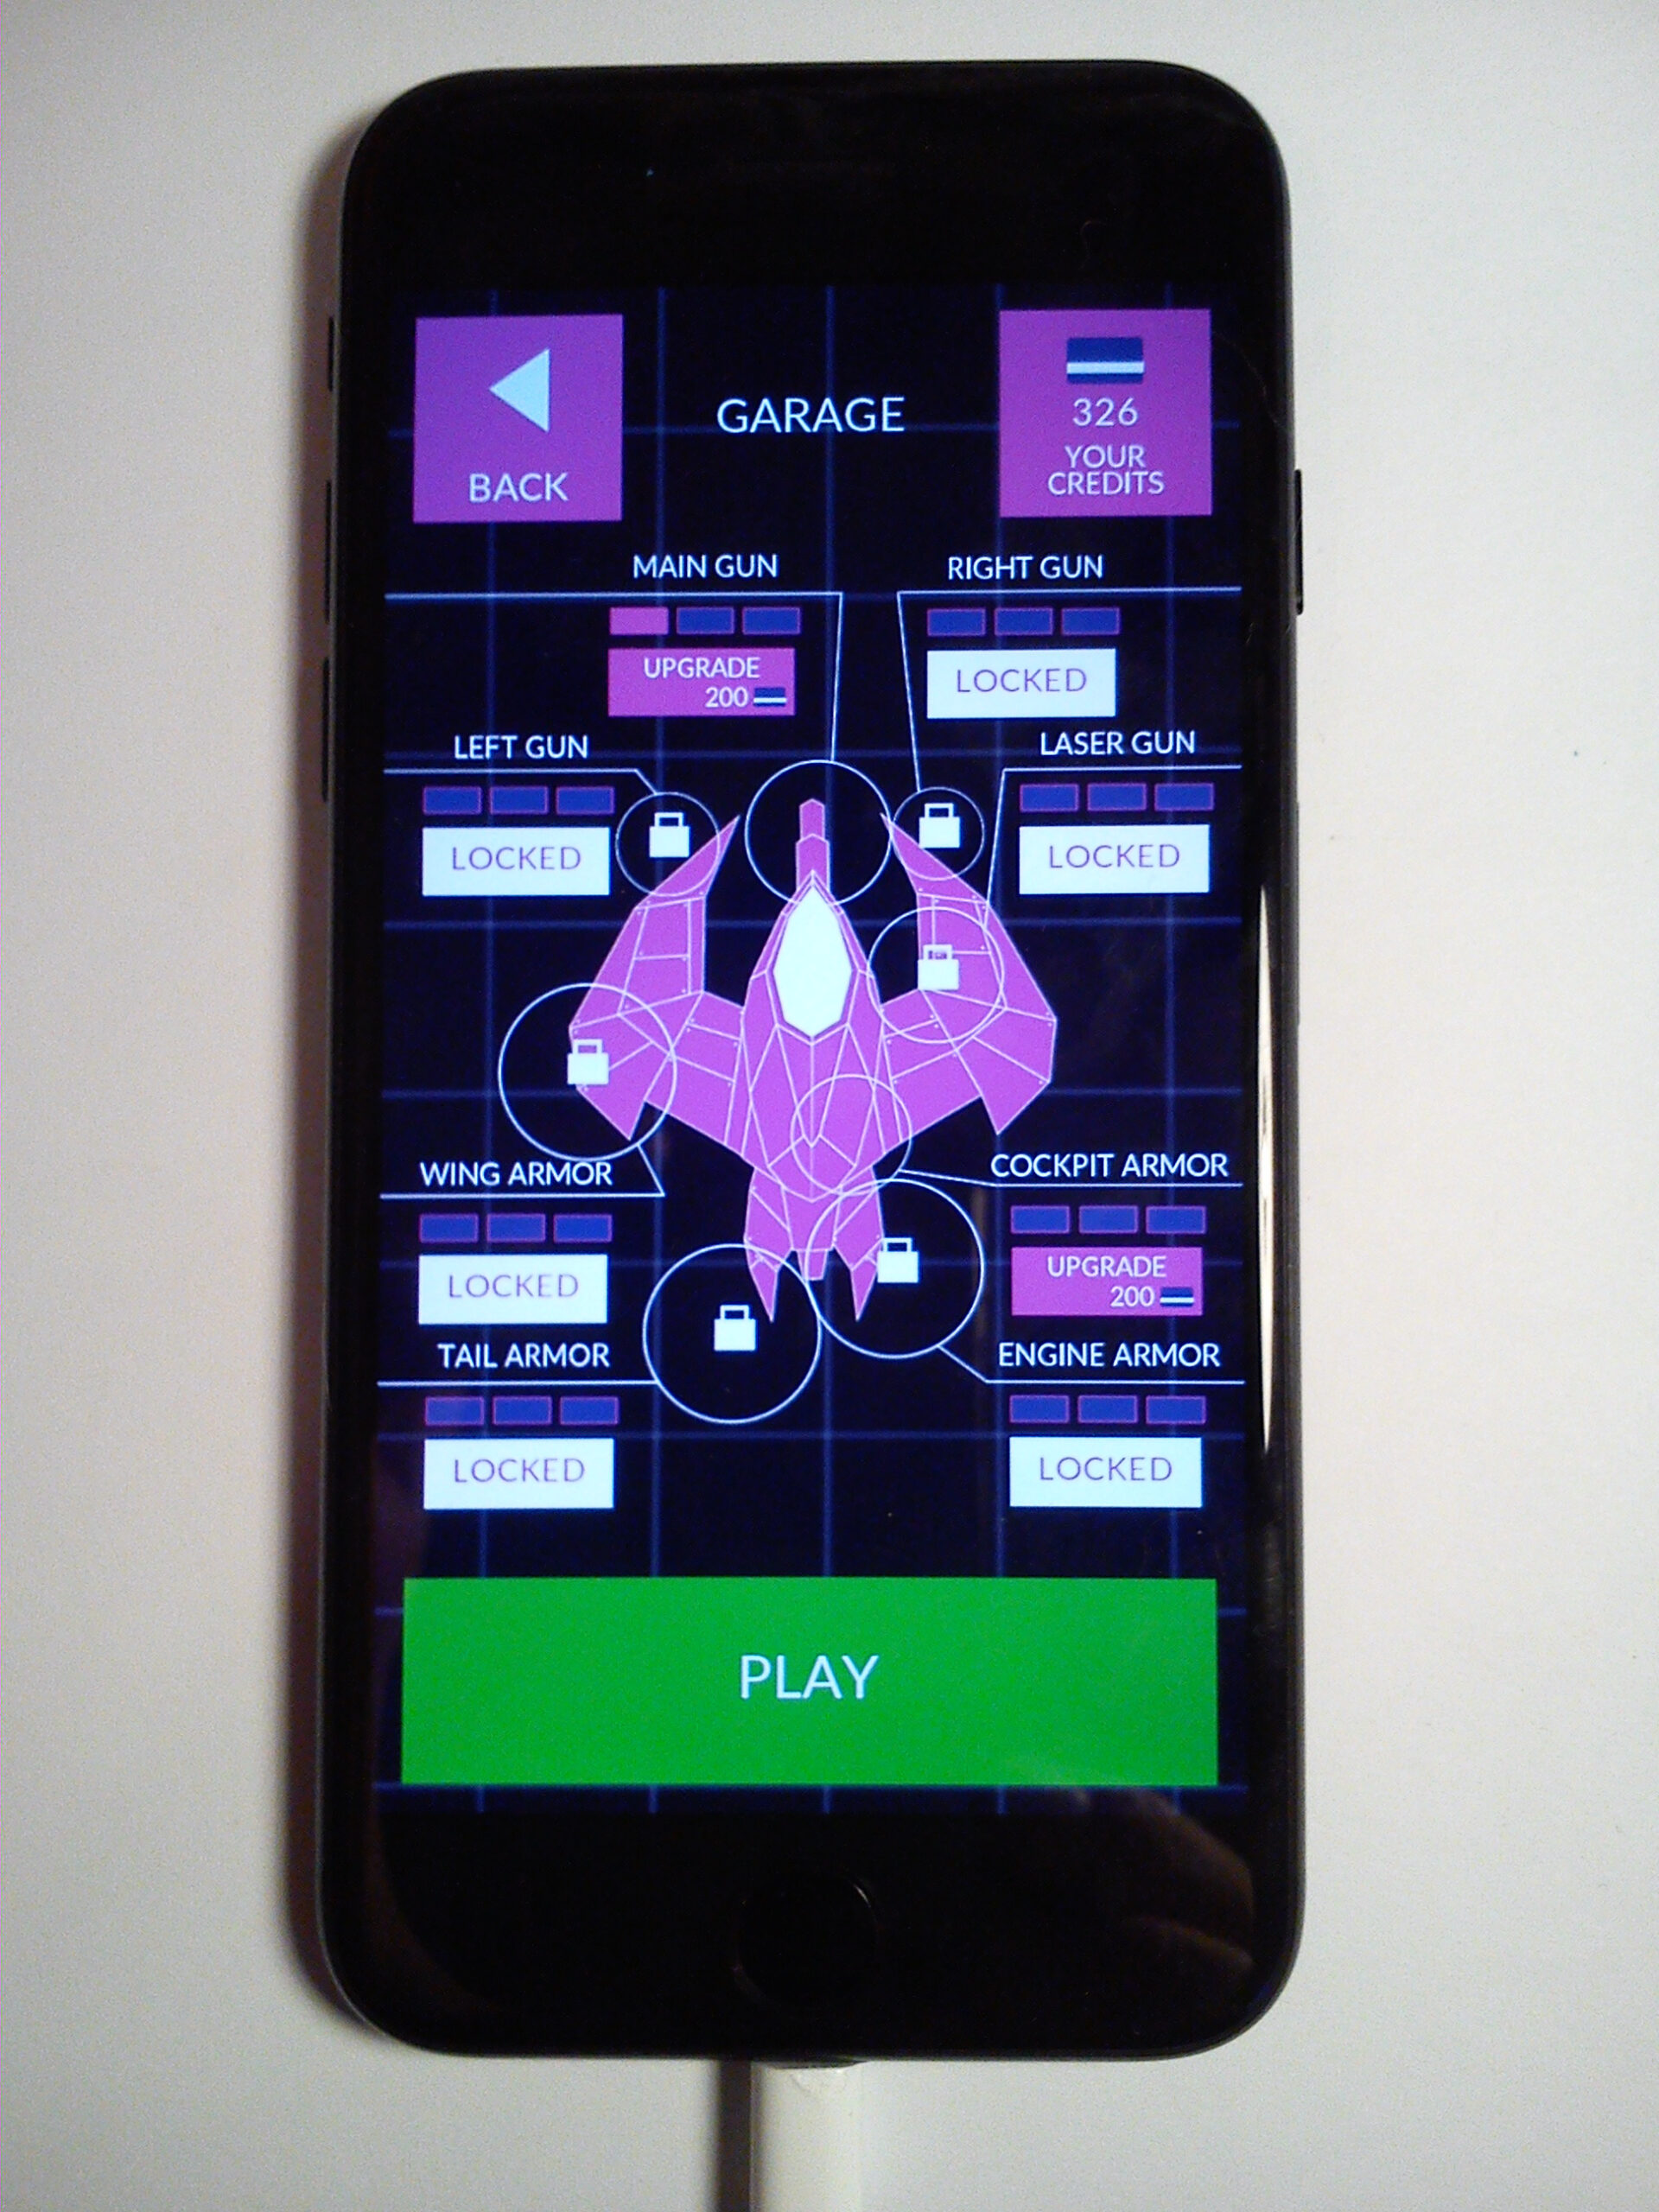 BACK
GARAGE
326
YOUR
CREDITS
MAIN GUN
UPGRADE
200
RIGHT GUN
LOCKED
LEFT GUN
LOCKED
LASER GUN
LOCKED
WING ARMOR
LOCKED
COCKPIT ARMOR
UPGRADE
200
TAIL ARMOR
LOCKED
ENGINE ARMOR
LOCKED
PLAY